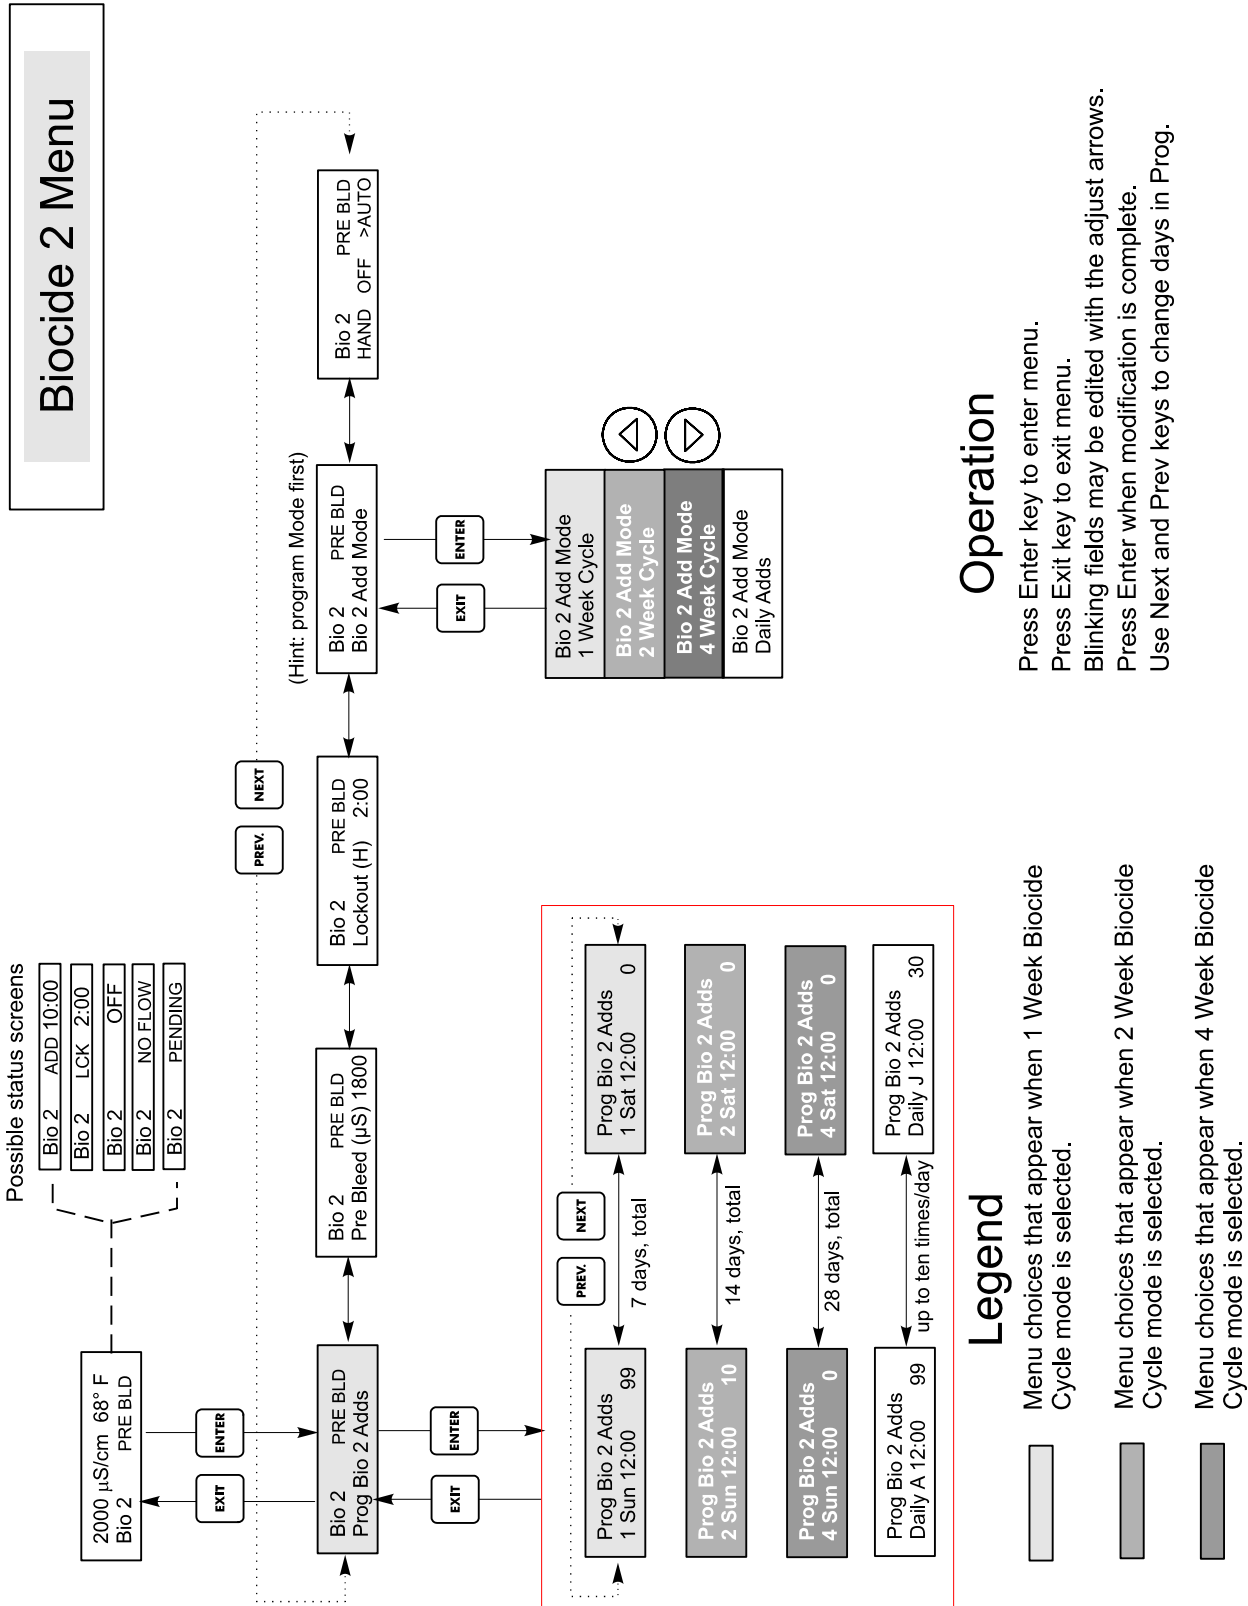 Biocide 2 Menu
Possible status screens
Bio 2 ADD 10:00
Bio 2 LCK 2:00
Bio 2 OFF
Bio 2 NO FLOW
Bio 2 PENDING
2000 µS/cm 68° F
Bio 2 PRE BLD
EXIT
ENTER
PREV.
NEXT
Bio 2 PRE BLD
Prog Bio 2 Adds
Bio 2 PRE BLD
Pre Bleed (µS) 1800
Bio 2 PRE BLD
Lockout (H) 2:00
(Hint: program Mode first)
Bio 2 PRE BLD
Bio 2 Add Mode
Bio 2 PRE BLD
HAND OFF >AUTO
EXIT
ENTER
EXIT
ENTER
Bio 2 Add Mode
1 Week Cycle
Bio 2 Add Mode
2 Week Cycle
Bio 2 Add Mode
4 Week Cycle
Bio 2 Add Mode
Daily Adds
PREV.
NEXT
Prog Bio 2 Adds
1 Sun 12:00 99
7 days, total
Prog Bio 2 Adds
1 Sat 12:00 0
Prog Bio 2 Adds
2 Sun 12:00 10
14 days, total
Prog Bio 2 Adds
2 Sat 12:00 0
Prog Bio 2 Adds
4 Sun 12:00 0
28 days, total
Prog Bio 2 Adds
4 Sat 12:00 0
Prog Bio 2 Adds
Daily A 12:00 99
up to ten times/day
Prog Bio 2 Adds
Daily J 12:00 30
Legend
Menu choices that appear when 1 Week Biocide
Cycle mode is selected.
Menu choices that appear when 2 Week Biocide
Cycle mode is selected.
Menu choices that appear when 4 Week Biocide
Cycle mode is selected.
Operation
Press Enter key to enter menu.
Press Exit key to exit menu.
Blinking fields may be edited with the adjust arrows.
Press Enter when modification is complete.
Use Next and Prev keys to change days in Prog.